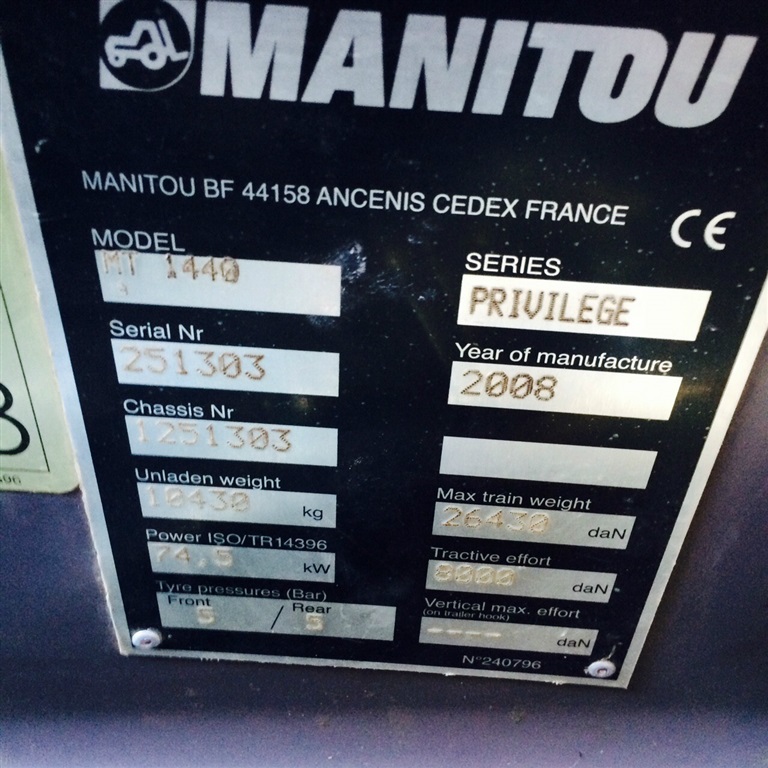 MANITOU
MANITOU BF 44158 ANCENIS CEDEX FRANCE
CE
MODEL
MT 1440
SERIES
PRIVILEGE
Serial Nr
251303
Year of manufacture
2008
Chassis Nr
1251303
Unladen weight
10430 kg
Max train weight
26430 daN
Power ISO/TR14396
74,5 kW
Tractive effort
8000 daN
Tyre pressures (Bar)
Front / Rear
5 5
Vertical max. effort
(on trailer hook)
---- daN
N°240796